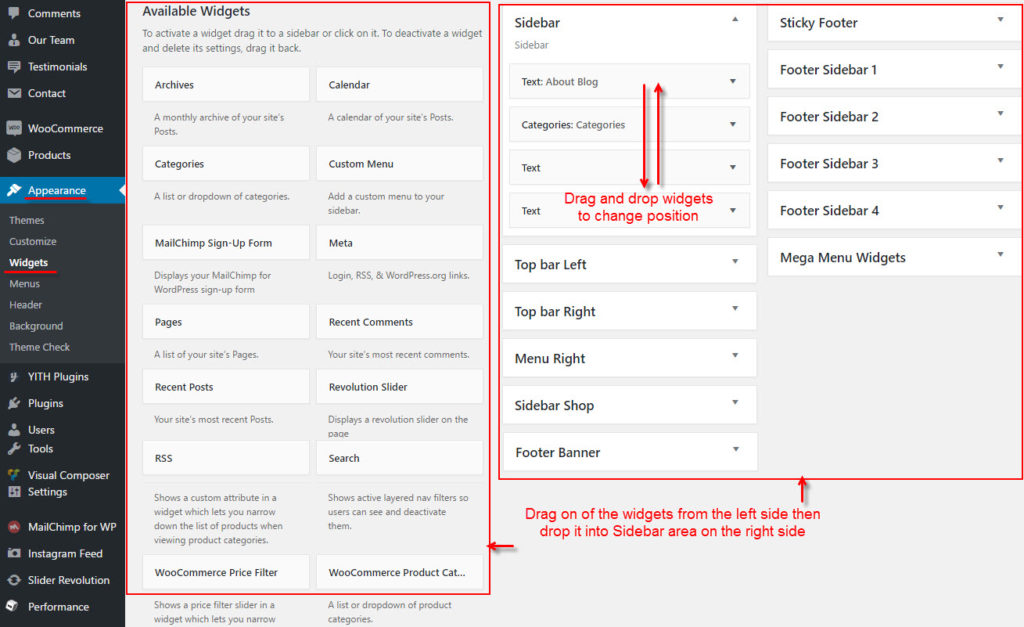 Comments
Our Team
Testimonials
Contact
WooCommerce
Products
Appearance
Themes
Customize
Widgets
Menus
Header
Background
Theme Check
YITH Plugins
Plugins
Users
Tools
Visual Composer
Settings
MailChimp for WP
Instagram Feed
Slider Revolution
Performance
Available Widgets
To activate a widget drag it to a sidebar or click on it. To deactivate a widget
and delete its settings, drag it back.
Archives
A monthly archive of your site's
Posts.
Calendar
A calendar of your site's Posts.
Categories
A list or dropdown of categories.
Custom Menu
Add a custom menu to your
sidebar.
MailChimp Sign-Up Form
Displays your MailChimp for
WordPress sign-up form
Meta
Login, RSS, & WordPress.org links.
Pages
A list of your site's Pages.
Recent Comments
Your site's most recent comments.
Recent Posts
Your site's most recent Posts.
Revolution Slider
Displays a revolution slider on the
page
RSS
Search
Shows a custom attribute in a
widget which lets you narrow
down the list of products when
viewing product categories.
Shows active layered nav filters so
users can see and deactivate
them.
WooCommerce Price Filter
Shows a price filter slider in a
widget which lets you narrow
WooCommerce Product Cat...
A list or dropdown of product
categories.
Sidebar
Sidebar
Text: About Blog
Categories: Categories
Text
Text
Drag and drop widgets
to change position
Top bar Left
Top bar Right
Menu Right
Sidebar Shop
Footer Banner
Sticky Footer
Footer Sidebar 1
Footer Sidebar 2
Footer Sidebar 3
Footer Sidebar 4
Mega Menu Widgets
Drag on of the widgets from the left side then
drop it into Sidebar area on the right side